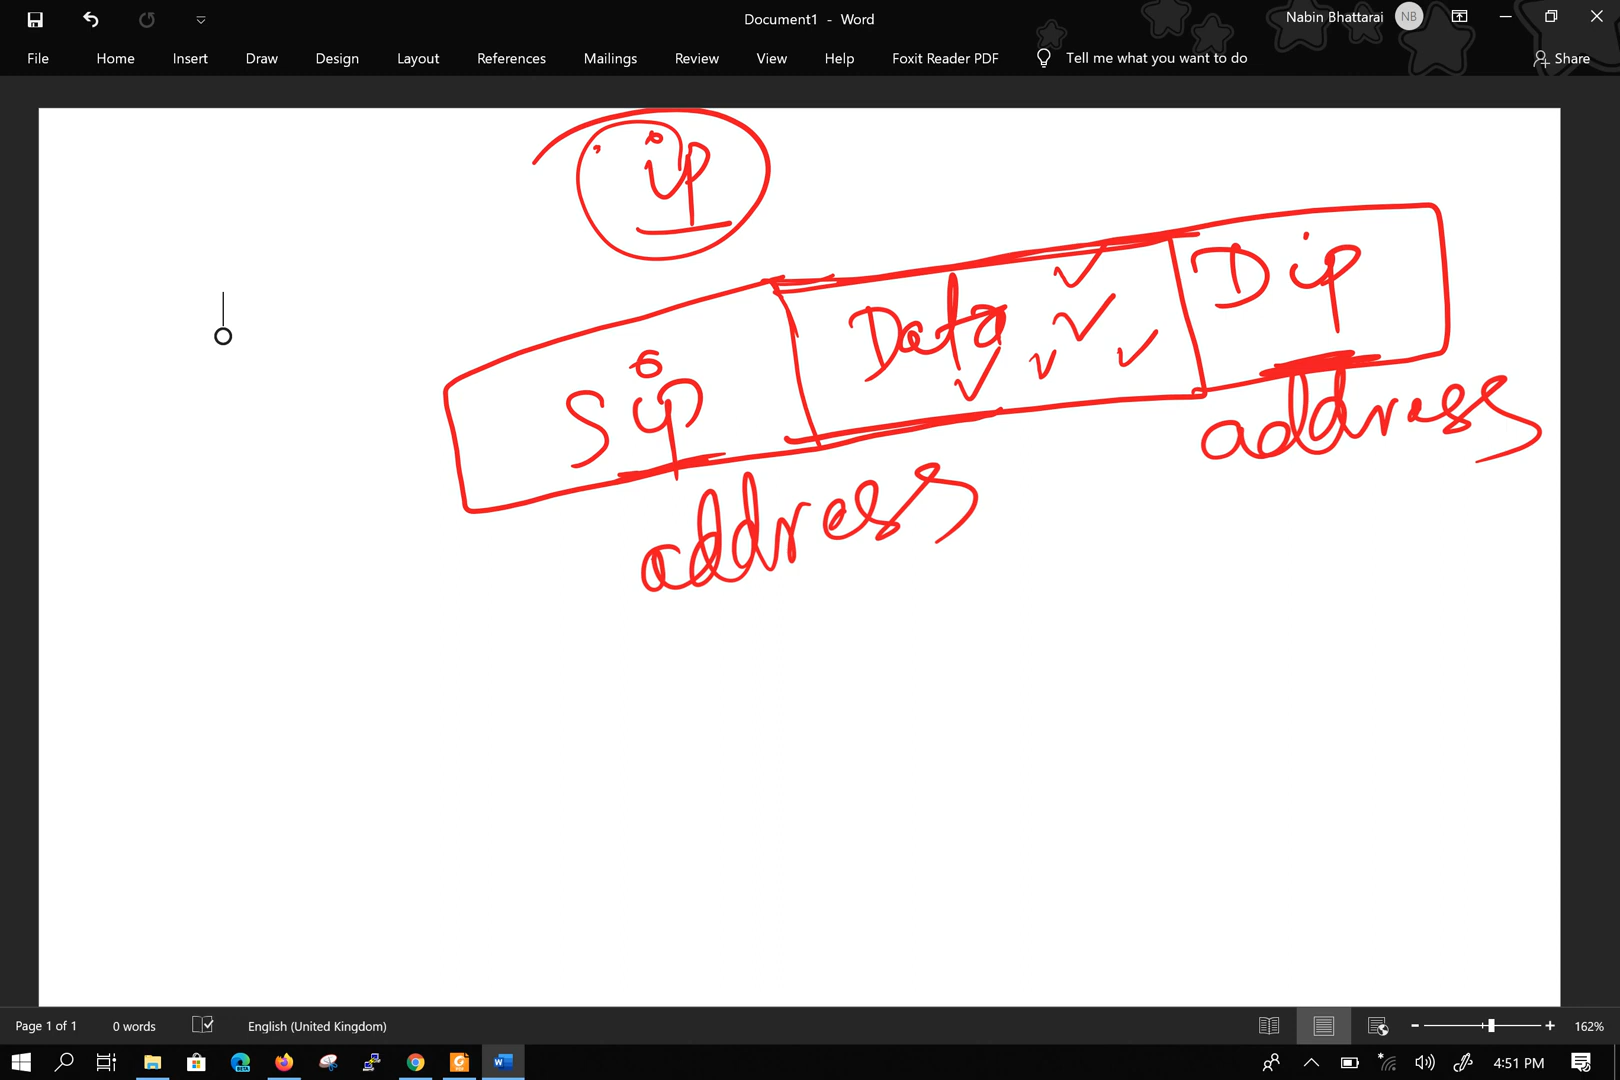 Document1 - Word
Nabin Bhattarai NB
File Home Insert Draw Design Layout References Mailings Review View Help Foxit Reader PDF Tell me what you want to do Share
ip
Sip Data Dip
address address
Page 1 of 1 0 words English (United Kingdom) 162%
4:51 PM